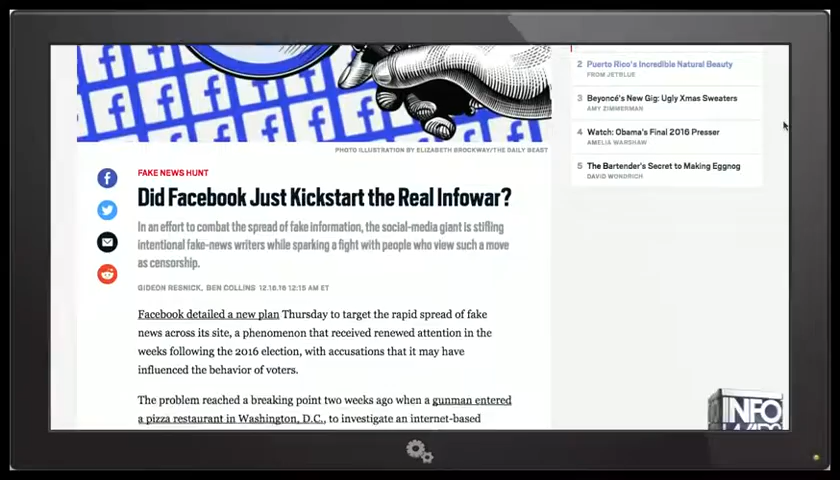 PHOTO ILLUSTRATION BY ELIZABETH BROCKWAY/THE DAILY BEAST
FAKE NEWS HUNT
Did Facebook Just Kickstart the Real Infowar?
In an effort to combat the spread of fake information, the social-media giant is stifling
intentional fake-news writers while sparking a fight with people who view such a move
as censorship.
GIDEON RESNICK, BEN COLLINS 12.16.16 12:15 AM ET
Facebook detailed a new plan Thursday to target the rapid spread of fake
news across its site, a phenomenon that received renewed attention in the
weeks following the 2016 election, with accusations that it may have
influenced the behavior of voters.
The problem reached a breaking point two weeks ago when a gunman entered
a pizza restaurant in Washington, D.C., to investigate an internet-based
2 Puerto Rico's Incredible Natural Beauty
FROM JETBLUE
3 Beyoncé's New Gig: Ugly Xmas Sweaters
AMY ZIMMERMAN
4 Watch: Obama's Final 2016 Presser
AMELIA WARSHAW
5 The Bartender's Secret to Making Eggnog
DAVID WONDRICH
INFO
WARS